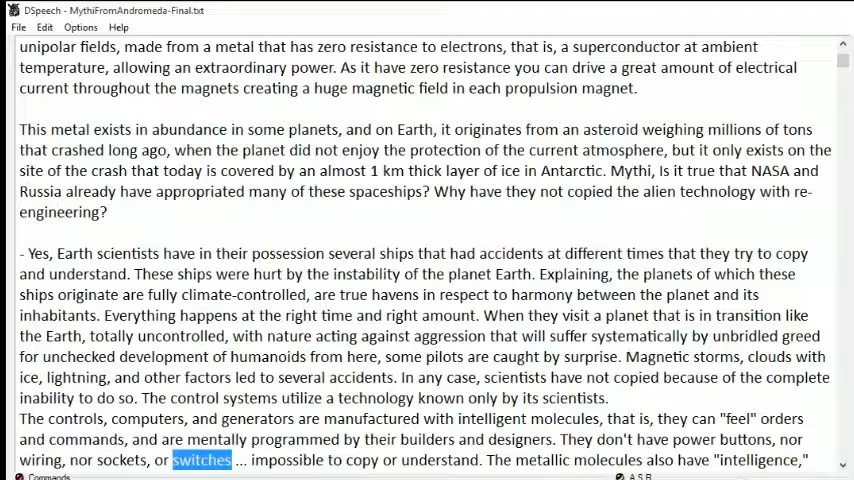 DSpeech - MythiFromAndromeda-Final.txt
File Edit Options Help
unipolar fields, made from a metal that has zero resistance to electrons, that is, a superconductor at ambient
temperature, allowing an extraordinary power. As it have zero resistance you can drive a great amount of electrical
current throughout the magnets creating a huge magnetic field in each propulsion magnet.
This metal exists in abundance in some planets, and on Earth, it originates from an asteroid weighing millions of tons
that crashed long ago, when the planet did not enjoy the protection of the current atmosphere, but it only exists on the
site of the crash that today is covered by an almost 1 km thick layer of ice in Antarctic. Mythi, Is it true that NASA and
Russia already have appropriated many of these spaceships? Why have they not copied the alien technology with re-
engineering?
- Yes, Earth scientists have in their possession several ships that had accidents at different times that they try to copy
and understand. These ships were hurt by the instability of the planet Earth. Explaining, the planets of which these
ships originate are fully climate-controlled, are true havens in respect to harmony between the planet and its
inhabitants. Everything happens at the right time and right amount. When they visit a planet that is in transition like
the Earth, totally uncontrolled, with nature acting against aggression that will suffer systematically by unbridled greed
for unchecked development of humanoids from here, some pilots are caught by surprise. Magnetic storms, clouds with
ice, lightning, and other factors led to several accidents. In any case, scientists have not copied because of the complete
inability to do so. The control systems utilize a technology known only by its scientists.
The controls, computers, and generators are manufactured with intelligent molecules, that is, they can "feel" orders
and commands, and are mentally programmed by their builders and designers. They don't have power buttons, nor
wiring, nor sockets, or switches ... impossible to copy or understand. The metallic molecules also have "intelligence,"
Commands A.S.R.